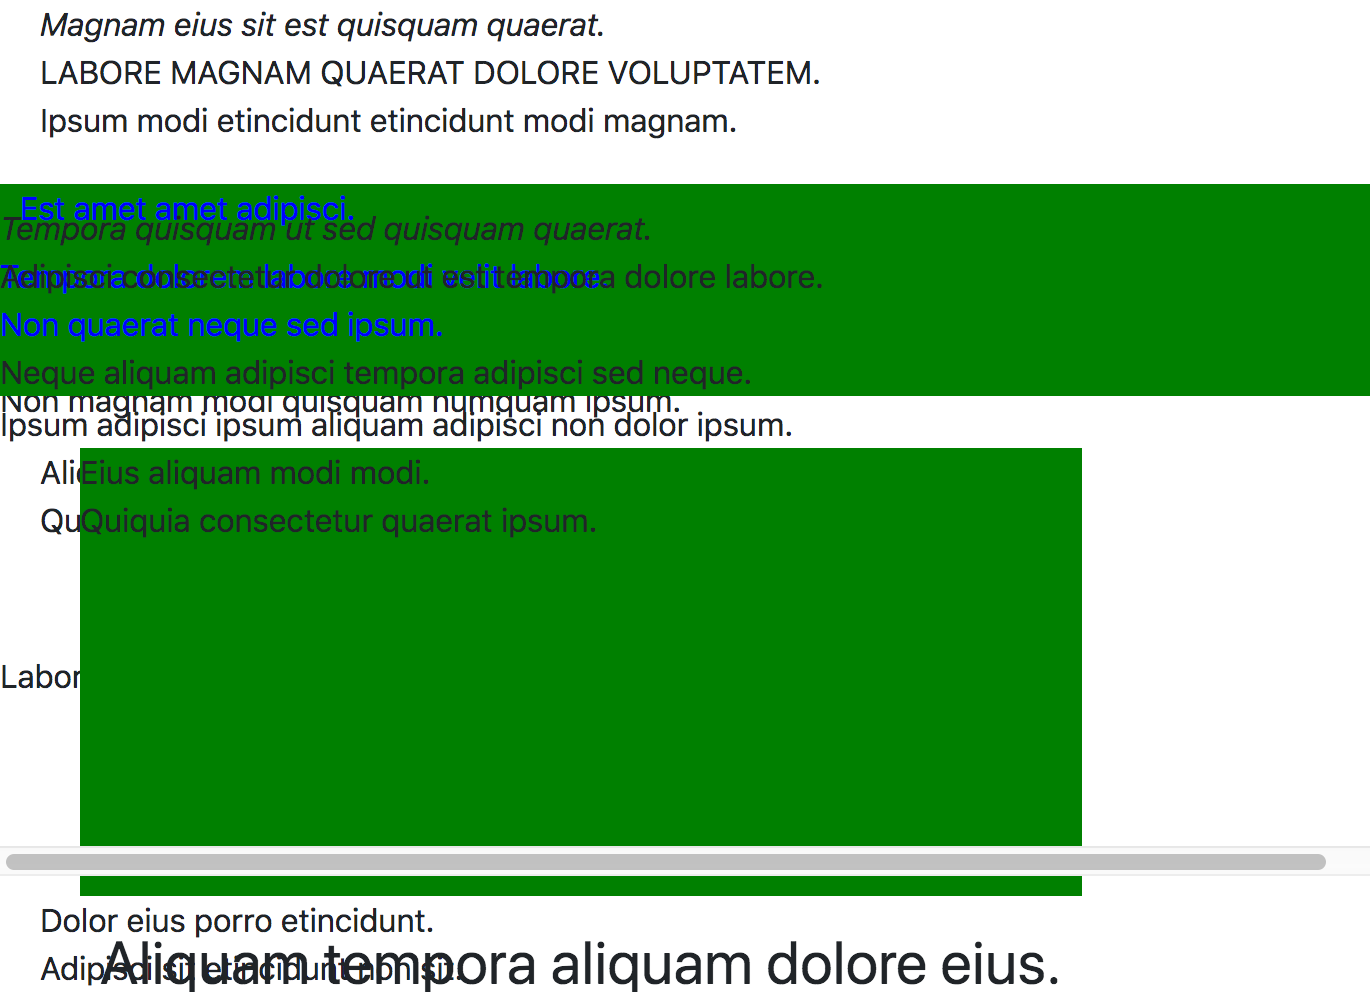 Magnam eius sit est quisquam quaerat.
LABORE MAGNAM QUAERAT DOLORE VOLUPTATEM.
Ipsum modi etincidunt etincidunt modi magnam.
Est amet amet adipisci.
Tempora quisquam ut sed quisquam quaerat.
Adipisci consectetur dolore ut est tempora dolore labore.
Tempora dolorem labore modi velit labore.
Non quaerat neque sed ipsum.
Neque aliquam adipisci tempora adipisci sed neque.
Non magnam modi quisquam numquam ipsum.
Ipsum adipisci ipsum aliquam adipisci non dolor ipsum.
Eius aliquam modi modi.
Quiquia consectetur quaerat ipsum.
Dolor eius porro etincidunt.
Aliquam tempora aliquam dolore eius.
Adipisci sit etincidunt non sit.